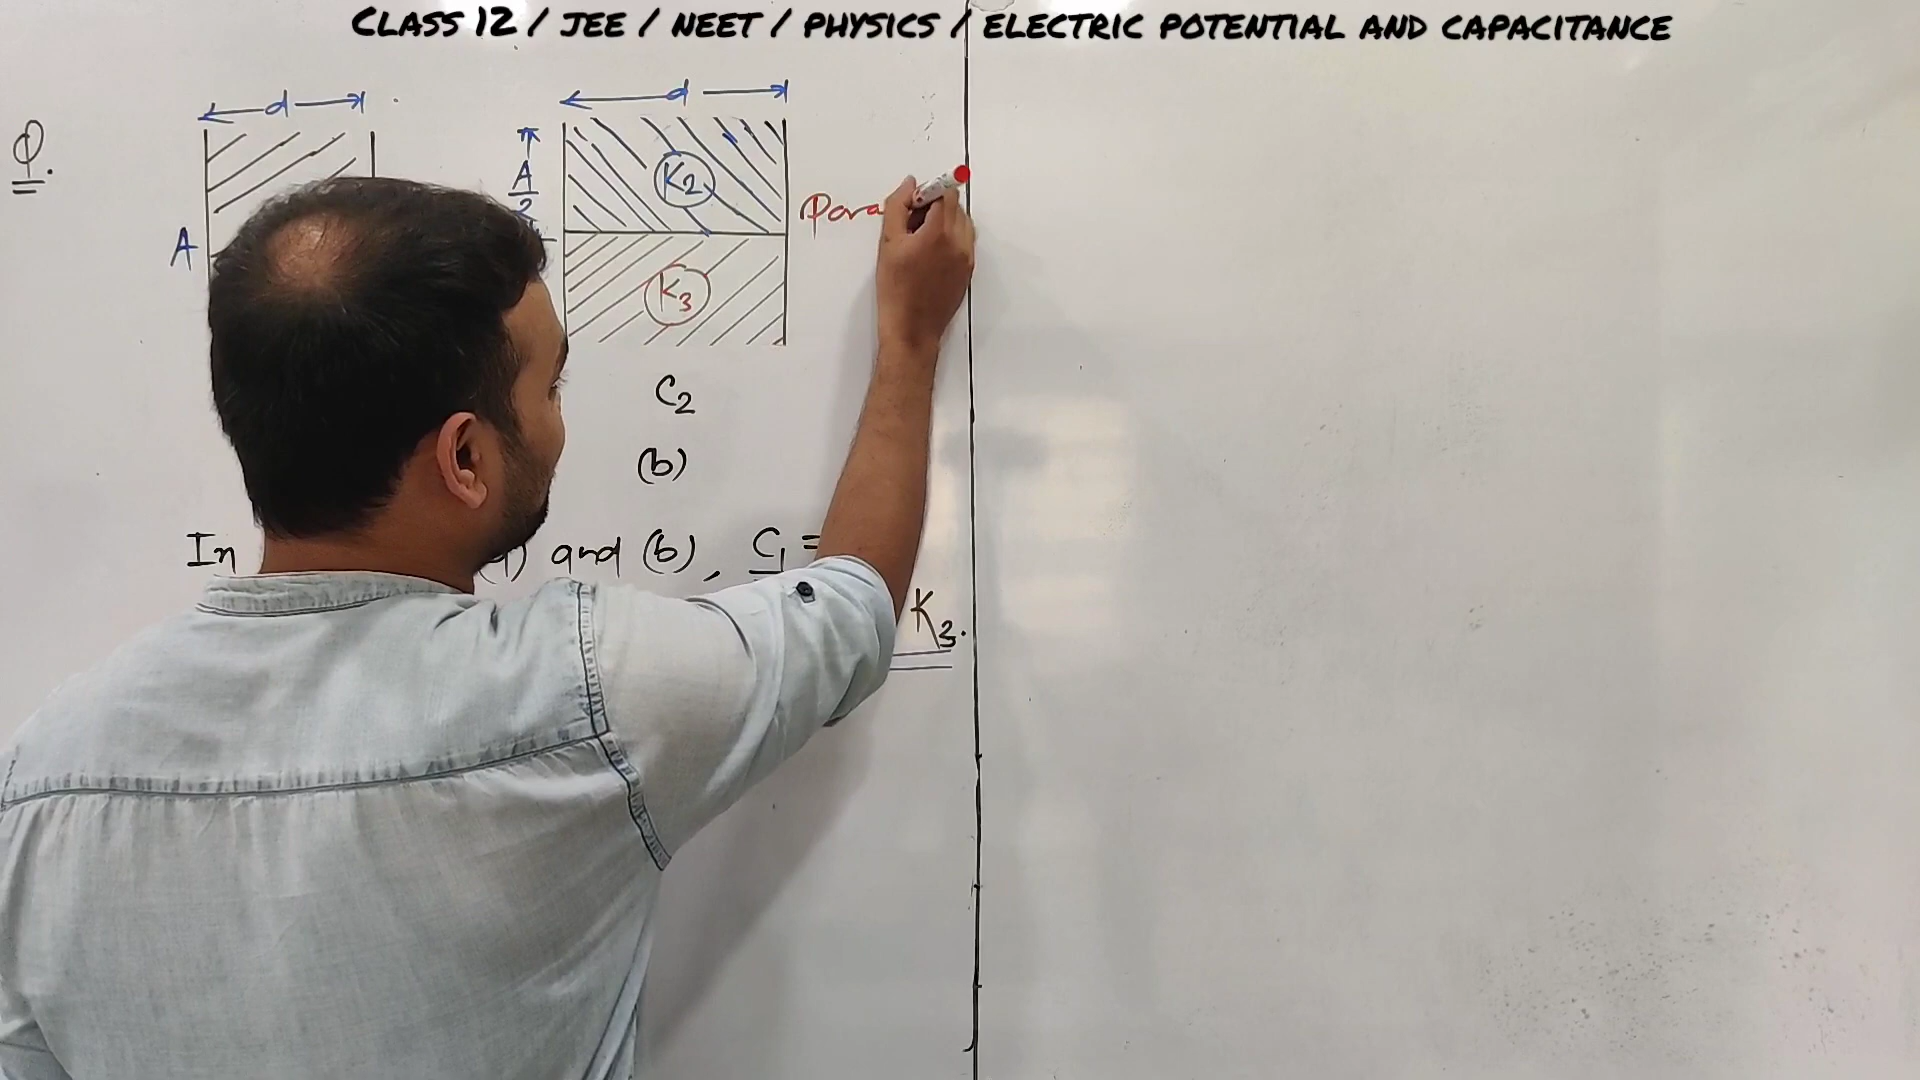 CLASS 12 / JEE / NEET / PHYSICS / ELECTRIC POTENTIAL AND CAPACITANCE
Q.
d
d
A
A/2
K2
K3
C2
(b)
In
and (b), C1 =
K3.